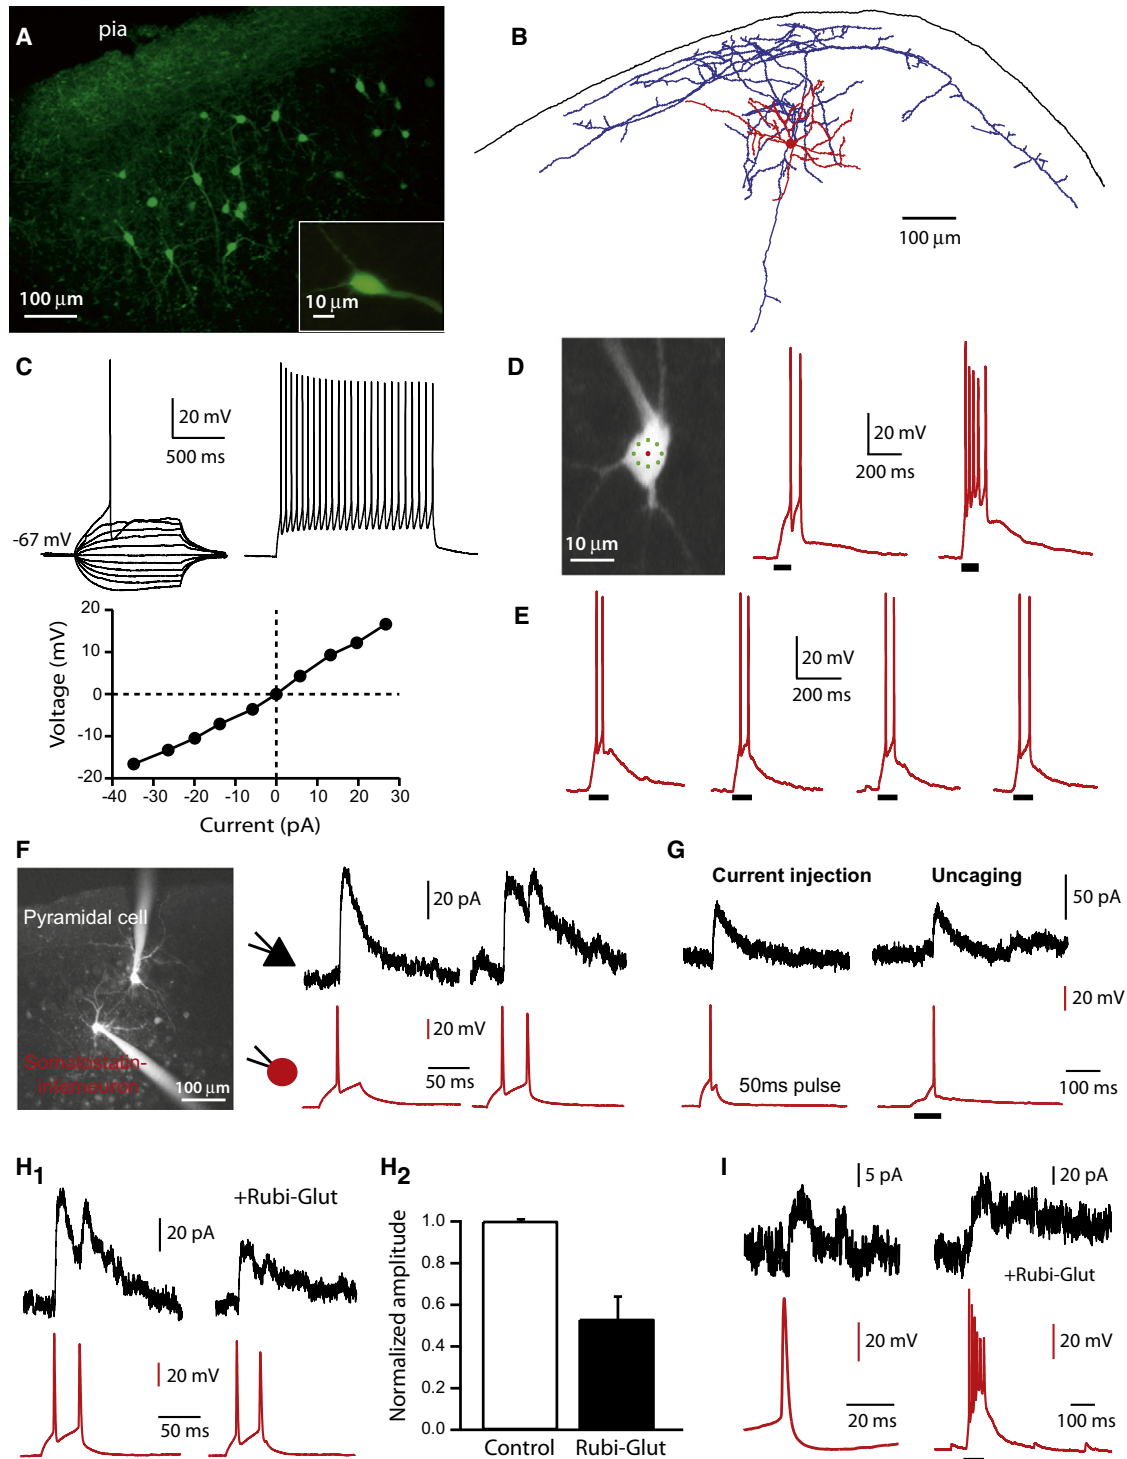 A
pia
100 µm
10 µm
B
100 µm
C
20 mV
500 ms
-67 mV
20
10
0
-10
-20
Voltage (mV)
-40
-30
-20
-10
0
10
20
30
Current (pA)
D
10 µm
20 mV
200 ms
E
20 mV
200 ms
F
Pyramidal cell
Somatostatin-
interneuron
100 µm
20 pA
20 mV
50 ms
G
Current injection
Uncaging
50 pA
20 mV
50ms pulse
100 ms
H1
+Rubi-Glut
20 pA
20 mV
50 ms
H2
Normalized amplitude
1.0
0.8
0.6
0.4
0.2
0.0
Control
Rubi-Glut
I
5 pA
20 pA
+Rubi-Glut
20 mV
20 mV
20 ms
100 ms